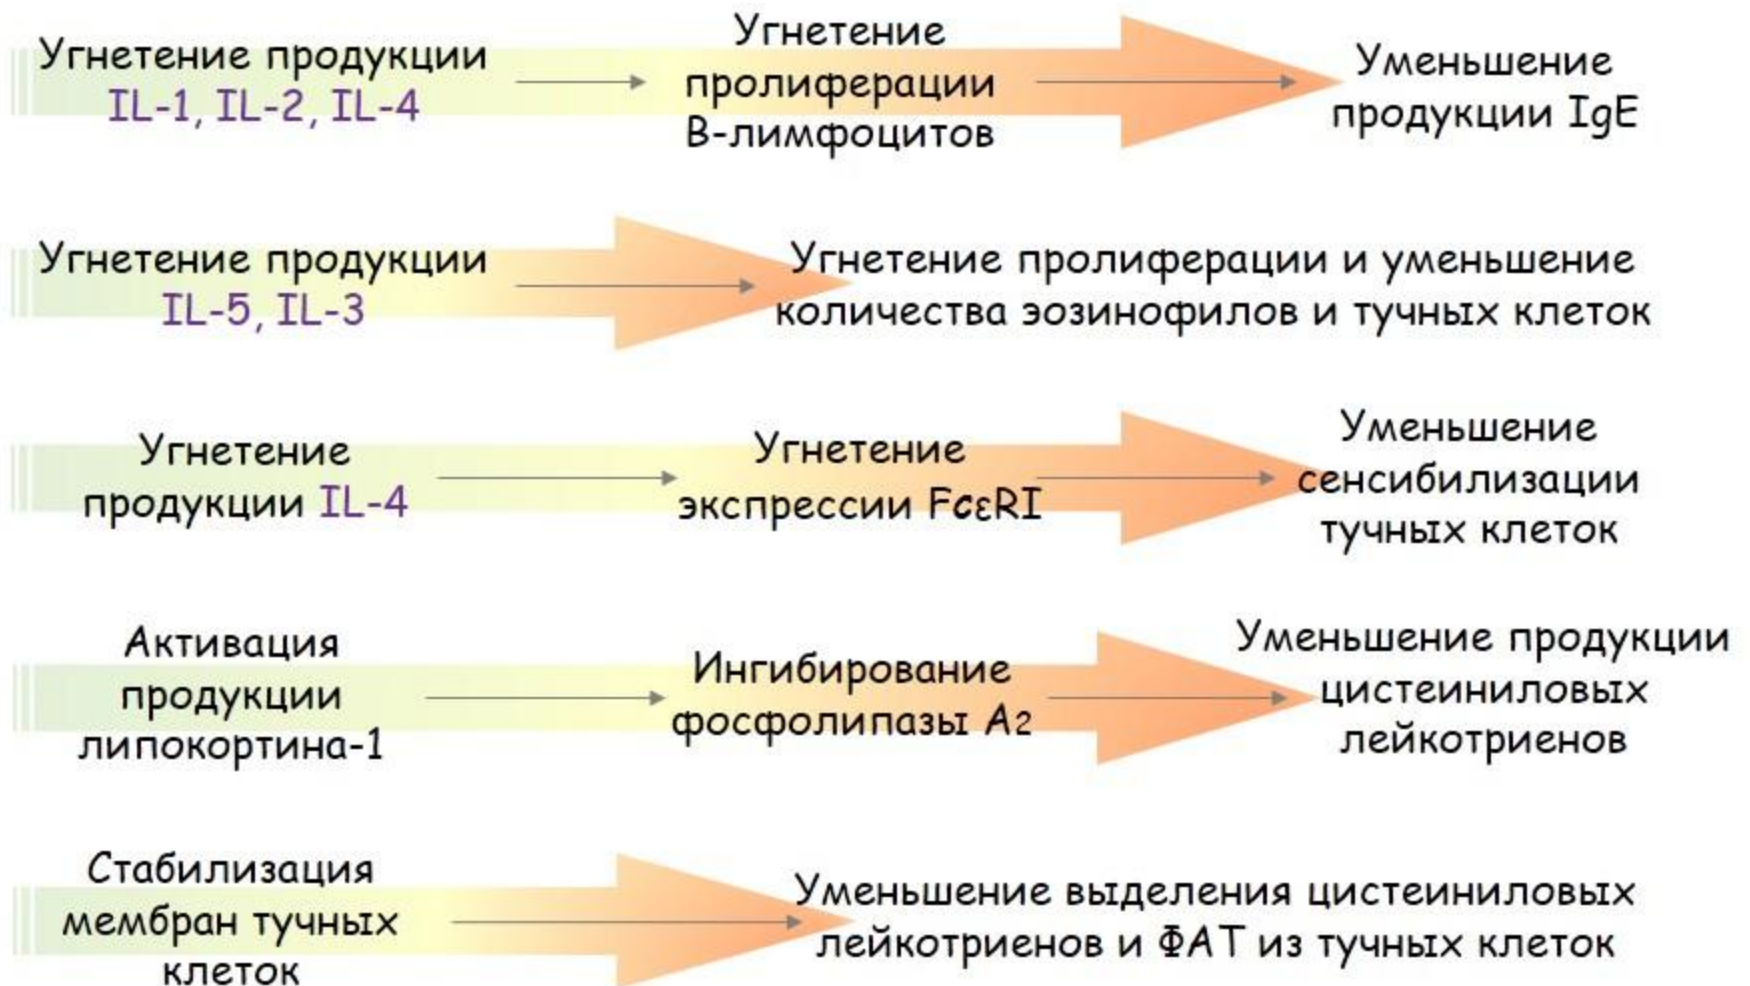 Угнетение продукции
IL-1, IL-2, IL-4
Угнетение
пролиферации
В-лимфоцитов
Уменьшение
продукции IgE
Угнетение продукции
IL-5, IL-3
Угнетение пролиферации и уменьшение
количества эозинофилов и тучных клеток
Угнетение
продукции IL-4
Угнетение
экспрессии FcεRI
Уменьшение
сенсибилизации
тучных клеток
Активация
продукции
липокортина-1
Ингибирование
фосфолипазы А2
Уменьшение продукции
цистеиниловых
лейкотриенов
Стабилизация
мембран тучных
клеток
Уменьшение выделения цистеиниловых
лейкотриенов и ФАТ из тучных клеток